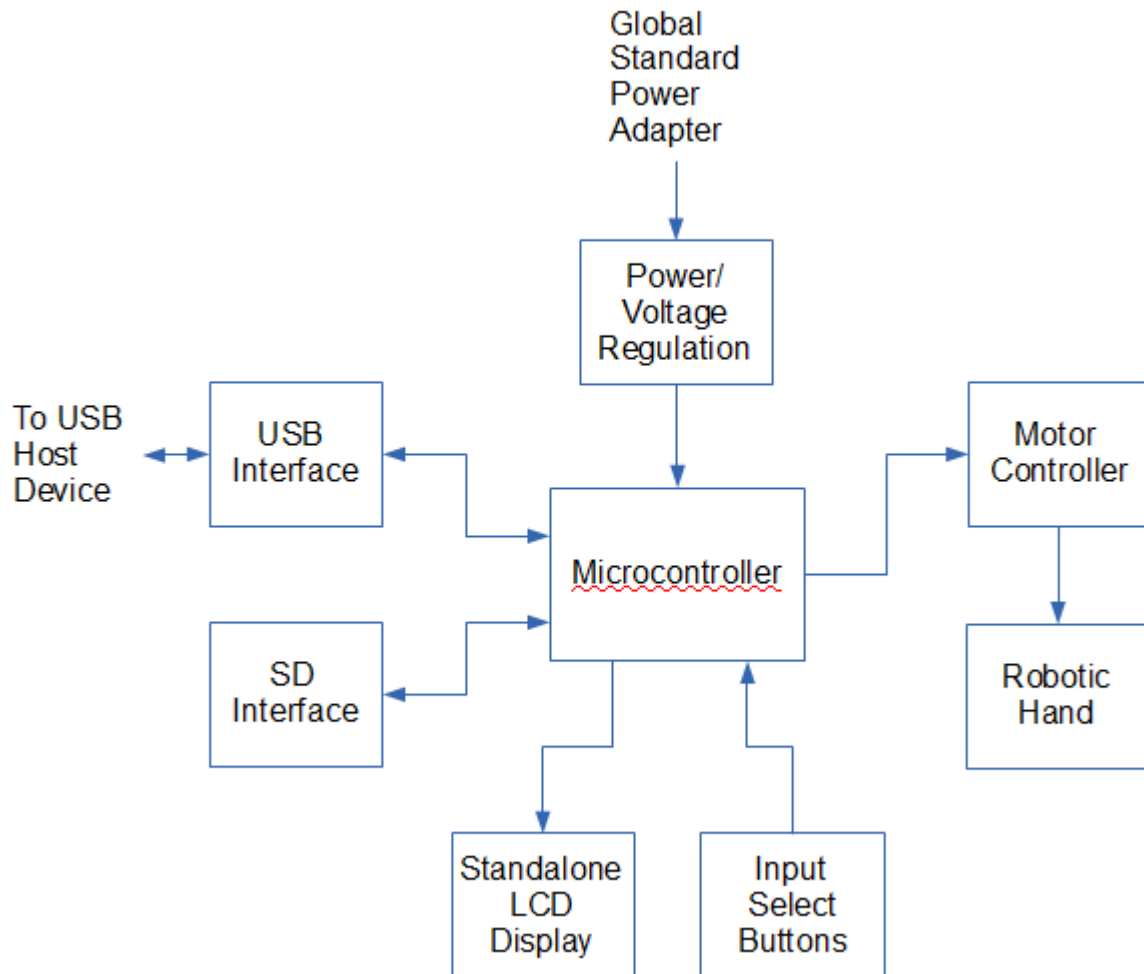 Global
Standard
Power
Adapter
Power/
Voltage
Regulation
To USB
Host
Device
USB
Interface
Motor
Controller
Microcontroller
SD
Interface
Robotic
Hand
Standalone
LCD
Display
Input
Select
Buttons